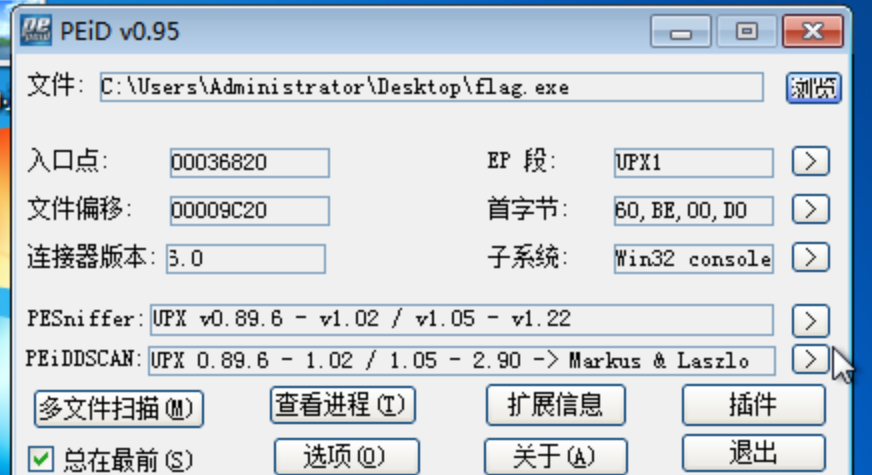 PEiD v0.95
文件: C:\Users\Administrator\Desktop\flag.exe 浏览
入口点: 00036820 EP 段: UPX1 >
文件偏移: 00009C20 首字节: 60,BE,00,D0 >
连接器版本: 3.0 子系统: Win32 console >
PESniffer: UPX v0.89.6 - v1.02 / v1.05 - v1.22 >
PEiDDSCAN: UPX 0.89.6 - 1.02 / 1.05 - 2.90 -> Markus & Laszlo >
多文件扫描(M) 查看进程(T) 扩展信息 插件
总在最前(S) 选项(O) 关于(A) 退出